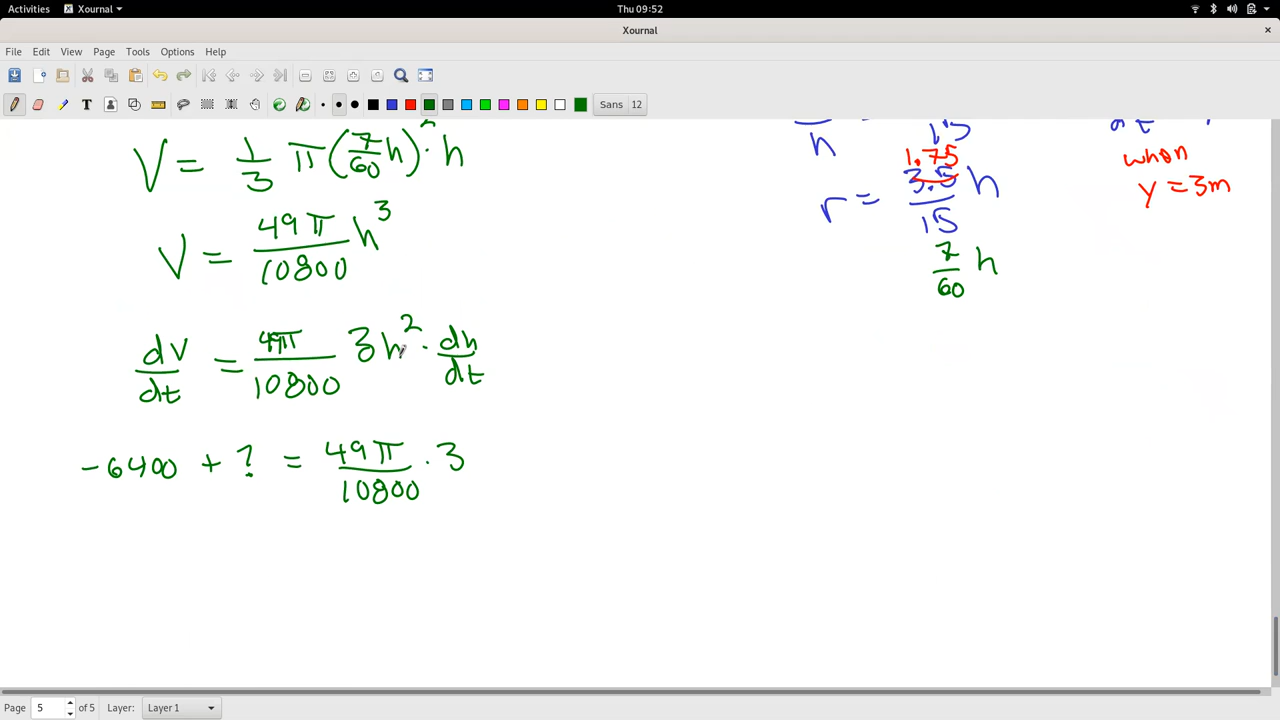 Activities Xournal Thu 09:52
Xournal
File Edit View Page Tools Options Help
Sans 12
V = 1/3 π (7/60 h)² · h
V = 49π/10800 h³
dV/dt = 49π/10800 3h² · dh/dt
-6400 + ? = 49π/10800 · 3
h 15
r = 1.75 3.5/15 h
7/60 h
when
y = 3m
Page 5 of 5 Layer: Layer 1